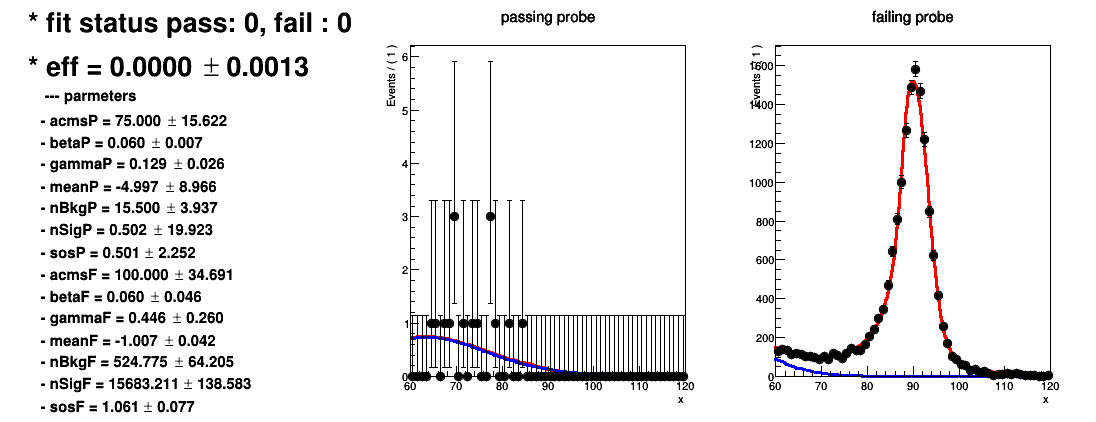 * fit status pass: 0, fail : 0
* eff = 0.0000 ± 0.0013
--- parmeters
- acmsP = 75.000 ± 15.622
- betaP = 0.060 ± 0.007
- gammaP = 0.129 ± 0.026
- meanP = -4.997 ± 8.966
- nBkgP = 15.500 ± 3.937
- nSigP = 0.502 ± 19.923
- sosP = 0.501 ± 2.252
- acmsF = 100.000 ± 34.691
- betaF = 0.060 ± 0.046
- gammaF = 0.446 ± 0.260
- meanF = -1.007 ± 0.042
- nBkgF = 524.775 ± 64.205
- nSigF = 15683.211 ± 138.583
- sosF = 1.061 ± 0.077
passing probe
Events / ( 1 )
6
5
4
3
2
1
0
60 70 80 90 100 110 120
x
failing probe
Events / ( 1 )
1600
1400
1200
1000
800
600
400
200
0
60 70 80 90 100 110 120
x